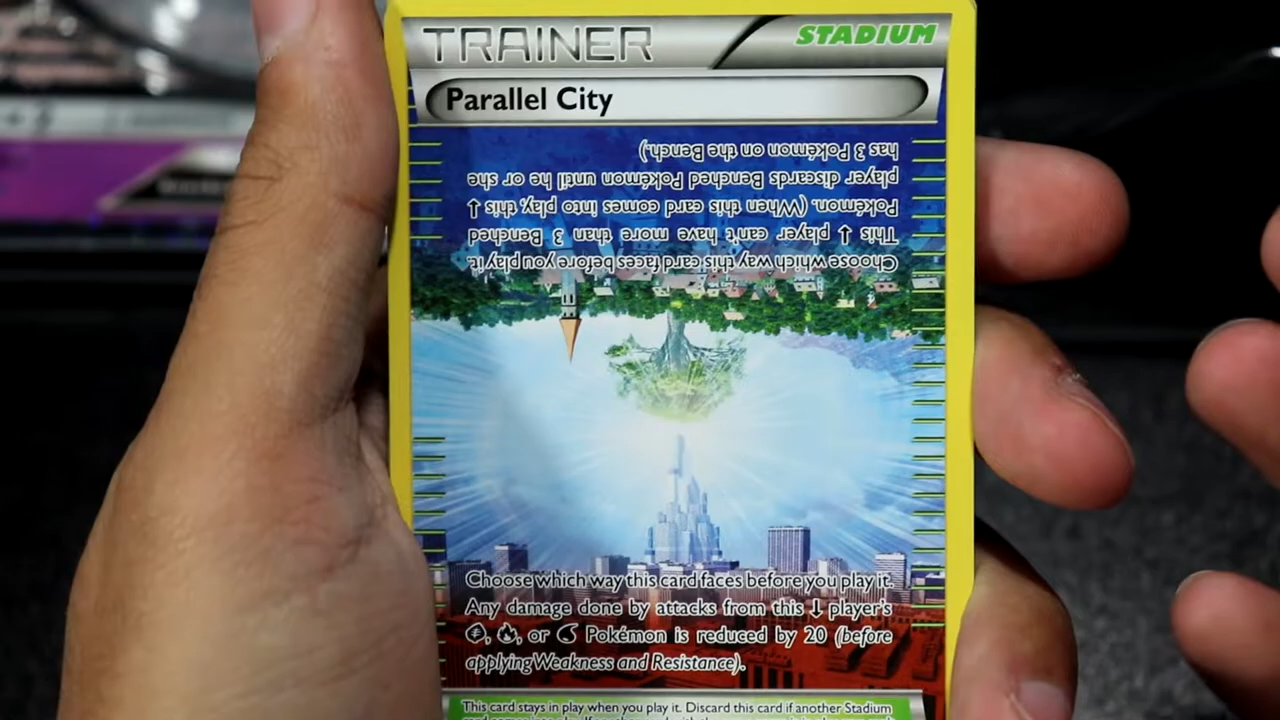 TRAINER
STADIUM
Parallel City
Choose which way this card faces before you play it.
This ↑ player can't have more than 3 Benched
Pokémon. (When this card comes into play, this ↑
player discards Benched Pokémon until he or she
has 3 Pokémon on the Bench.)
Choose which way this card faces before you play it.
Any damage done by attacks from this ↓ player's
, , or Pokémon is reduced by 20 (before
applying Weakness and Resistance).
This card stays in play when you play it. Discard this card if another Stadium